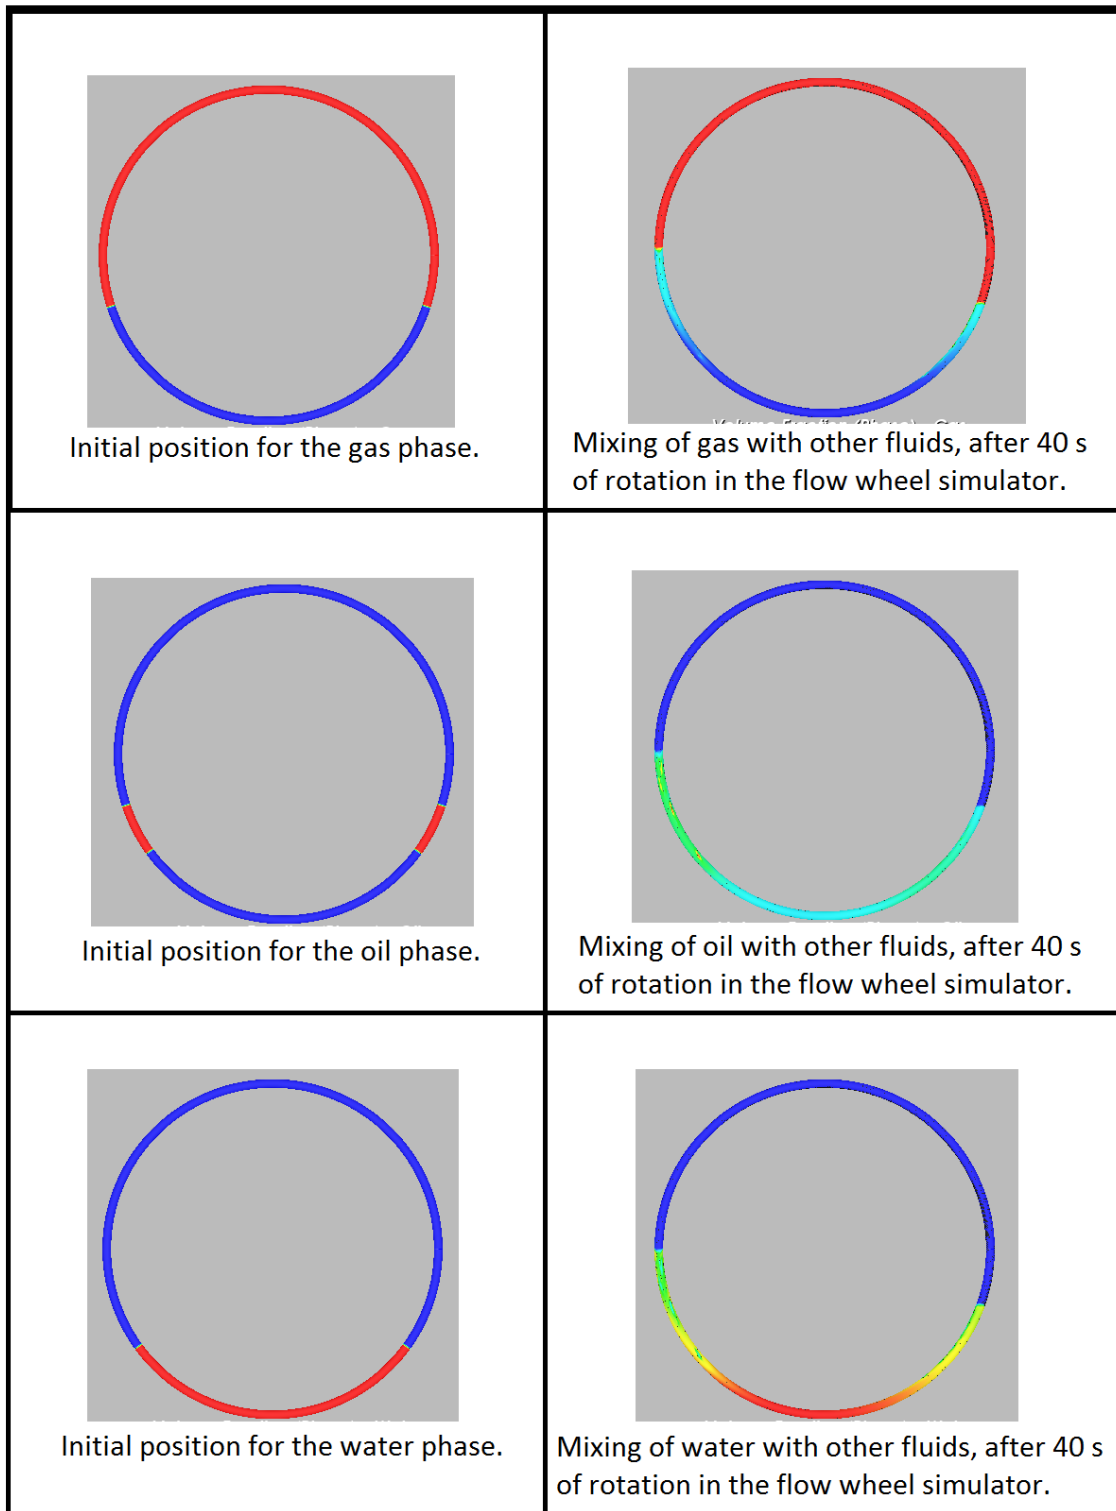 Initial position for the gas phase.
Mixing of gas with other fluids, after 40 s
of rotation in the flow wheel simulator.
Initial position for the oil phase.
Mixing of oil with other fluids, after 40 s
of rotation in the flow wheel simulator.
Initial position for the water phase.
Mixing of water with other fluids, after 40 s
of rotation in the flow wheel simulator.